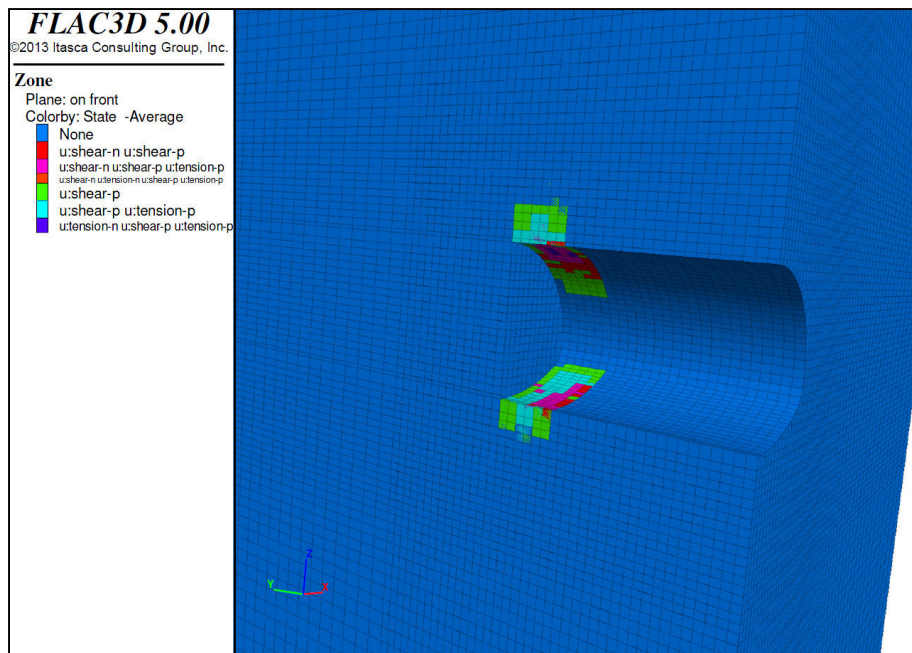 FLAC3D 5.00
©2013 Itasca Consulting Group, Inc.
Zone
Plane: on front
Colorby: State -Average
None
u:shear-n u:shear-p
u:shear-n u:shear-p u:tension-p
u:shear-n u:tension-n u:shear-p u:tension-p
u:shear-p
u:shear-p u:tension-p
u:tension-n u:shear-p u:tension-p
Z
Y
X